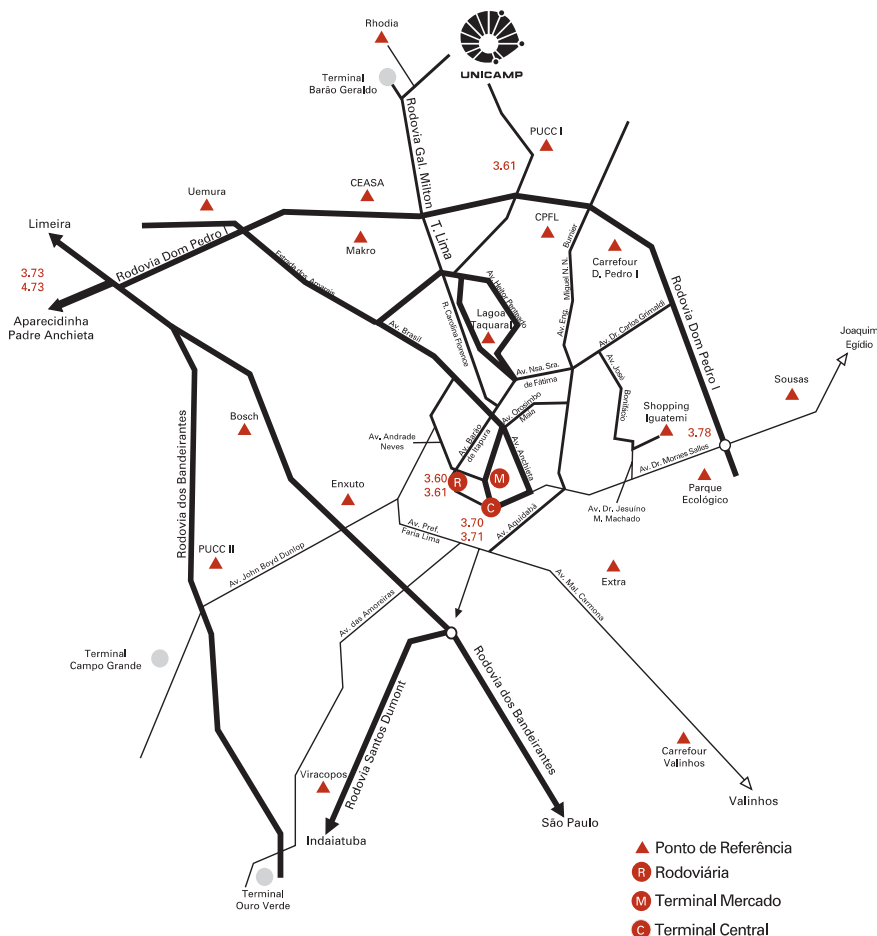 Rhodia
UNICAMP
Terminal
Barão Geraldo
Rodovia Gal. Milton
T. Lima
PUCC I
3.61
CEASA
Uemura
Limeira
Makro
CPFL
Carrefour
D. Pedro I
Rodovia Dom Pedro I
3.73
4.73
Aparecidinha
Padre Anchieta
Estrada dos Amarais
Av. Brasil
Av. Heitor Penteado
R. Carolina Florence
Lagoa
Taquaral
Av. Eng. Miguel N. N. Burnier
Av. Dr. Carlos Grimaldi
Rodovia Dom Pedro I
Joaquim
Egídio
Av. Nsa. Sra.
de Fátima
Av. José
Bonifácio
Sousas
Shopping
Iguatemi
3.78
Bosch
Rodovia dos Bandeirantes
Av. Andrade
Neves
Av. Barão
de Itapura
Av. Orosimbo
Maia
Av. Anchieta
Av. Dr. Moraes Salles
Parque
Ecológico
Enxuto
3.60
3.61
R
M
C
Av. Dr. Jesuíno
M. Machado
3.70
3.71
Av. Pref.
Faria Lima
Av. Aquidabã
PUCC II
Av. John Boyd Dunlop
Extra
Av. das Amoreiras
Av. Mal. Carmona
Terminal
Campo Grande
Rodovia Santos Dumont
Rodovia dos Bandeirantes
Carrefour
Valinhos
Viracopos
Valinhos
Indaiatuba
São Paulo
Terminal
Ouro Verde
Ponto de Referência
R Rodoviária
M Terminal Mercado
C Terminal Central